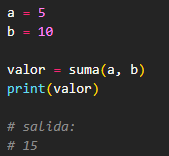 a = 5
b = 10
valor = suma(a, b)
print(valor)
# salida:
# 15